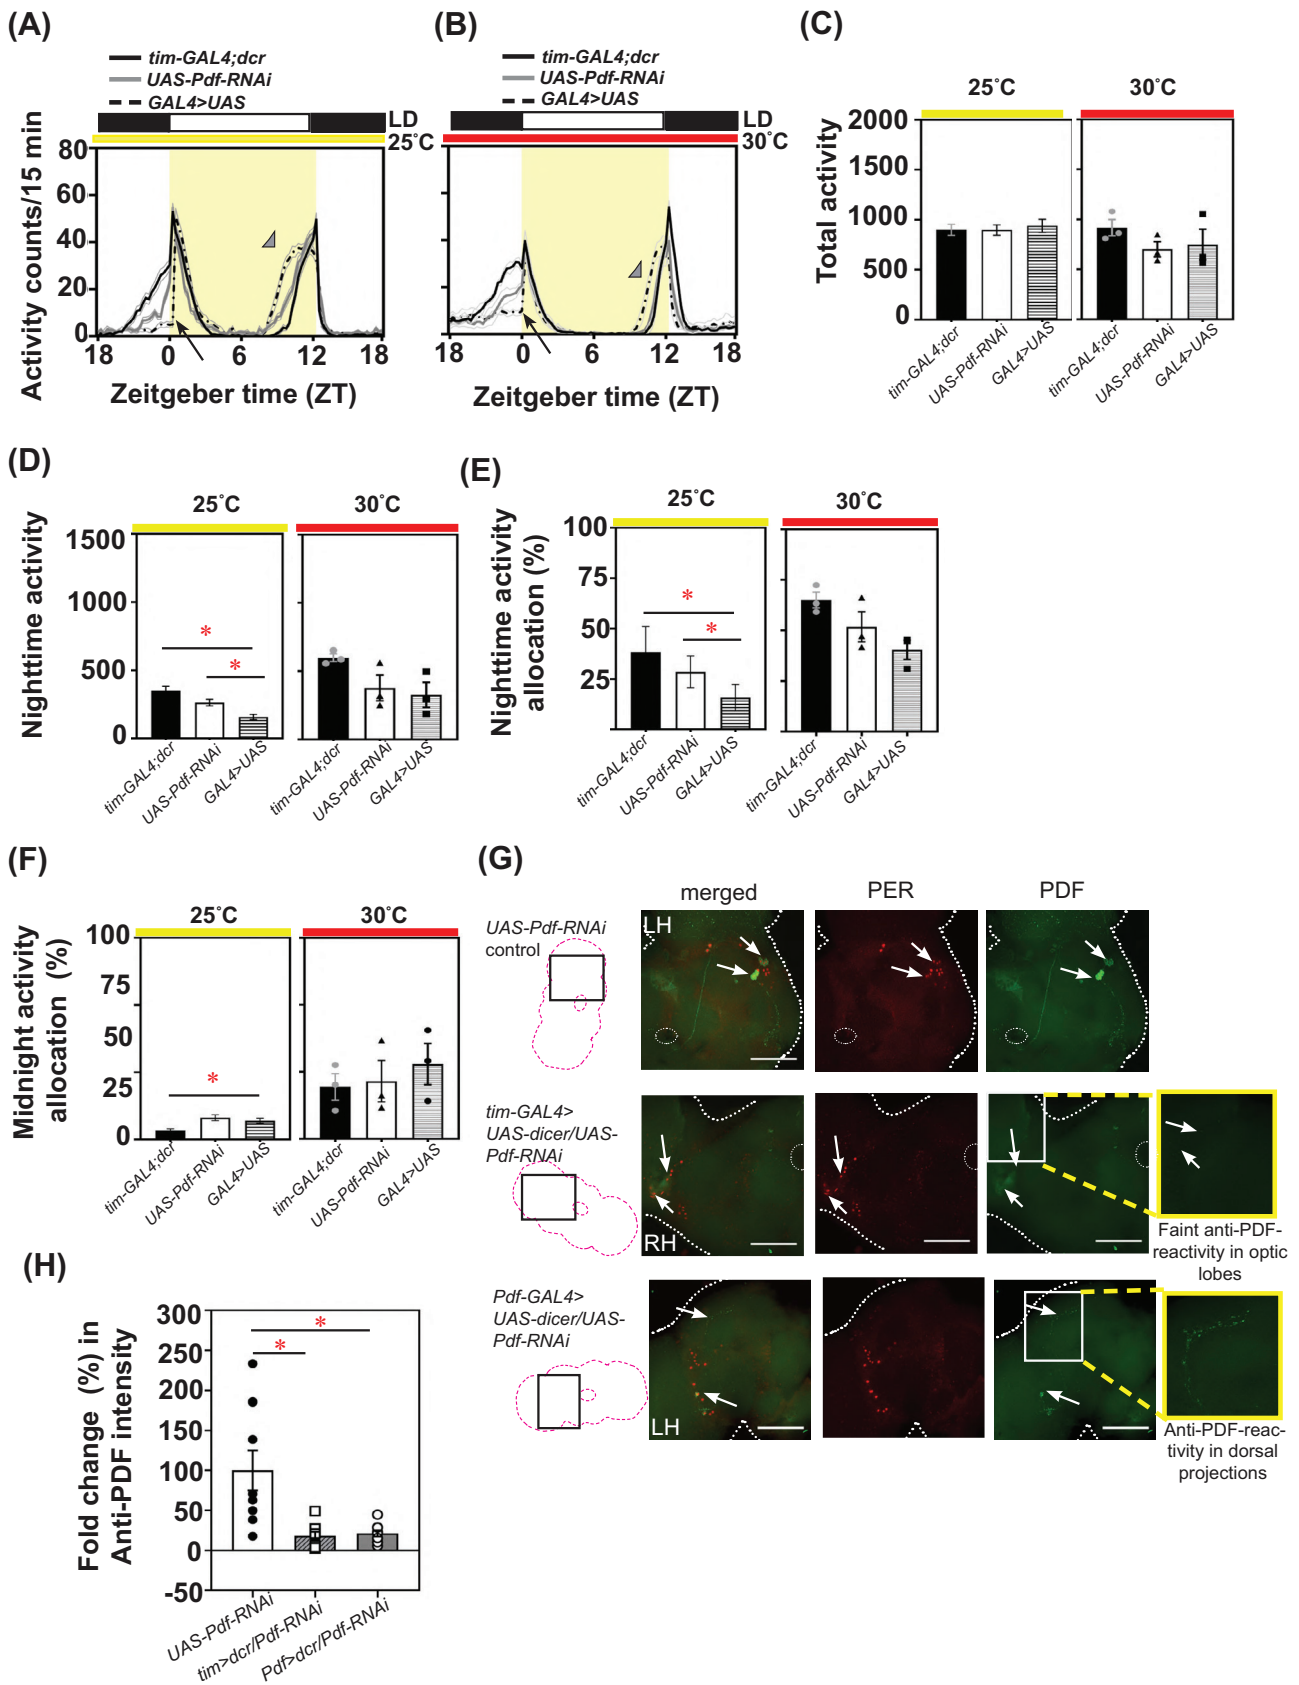 (A)
tim-GAL4;dcr
UAS-Pdf-RNAi
GAL4>UAS
LD
25°C
80
60
40
20
0
18 0 6 12 18
Activity counts/15 min
Zeitgeber time (ZT)
(B)
tim-GAL4;dcr
UAS-Pdf-RNAi
GAL4>UAS
LD
30°C
18 0 6 12 18
Zeitgeber time (ZT)
(C)
25°C 30°C
2000
1500
1000
500
0
Total activity
tim-GAL4;dcr
UAS-Pdf-RNAi
GAL4>UAS
tim-GAL4;dcr
UAS-Pdf-RNAi
GAL4>UAS
(D)
25°C 30°C
1500
1000
500
0
Nighttime activity
* *
tim-GAL4;dcr
UAS-Pdf-RNAi
GAL4>UAS
tim-GAL4;dcr
UAS-Pdf-RNAi
GAL4>UAS
(E)
25°C 30°C
100
75
50
25
Nighttime activity
allocation (%)
* *
tim-GAL4;dcr
UAS-Pdf-RNAi
GAL4>UAS
tim-GAL4;dcr
UAS-Pdf-RNAi
GAL4>UAS
(F)
25°C 30°C
100
75
50
25
0
Midnight activity
allocation (%)
*
tim-GAL4;dcr
UAS-Pdf-RNAi
GAL4>UAS
tim-GAL4;dcr
UAS-Pdf-RNAi
GAL4>UAS
(G)
merged PER PDF
UAS-Pdf-RNAi
control
LH
tim-GAL4>
UAS-dicer/UAS-
Pdf-RNAi
RH
Faint anti-PDF-
reactivity in optic
lobes
Pdf-GAL4>
UAS-dicer/UAS-
Pdf-RNAi
LH
Anti-PDF-reac-
tivity in dorsal
projections
(H)
300
250
200
150
100
50
0
-50
Fold change (%) in
Anti-PDF intensity
* *
UAS-Pdf-RNAi
tim>dcr/Pdf-RNAi
Pdf>dcr/Pdf-RNAi